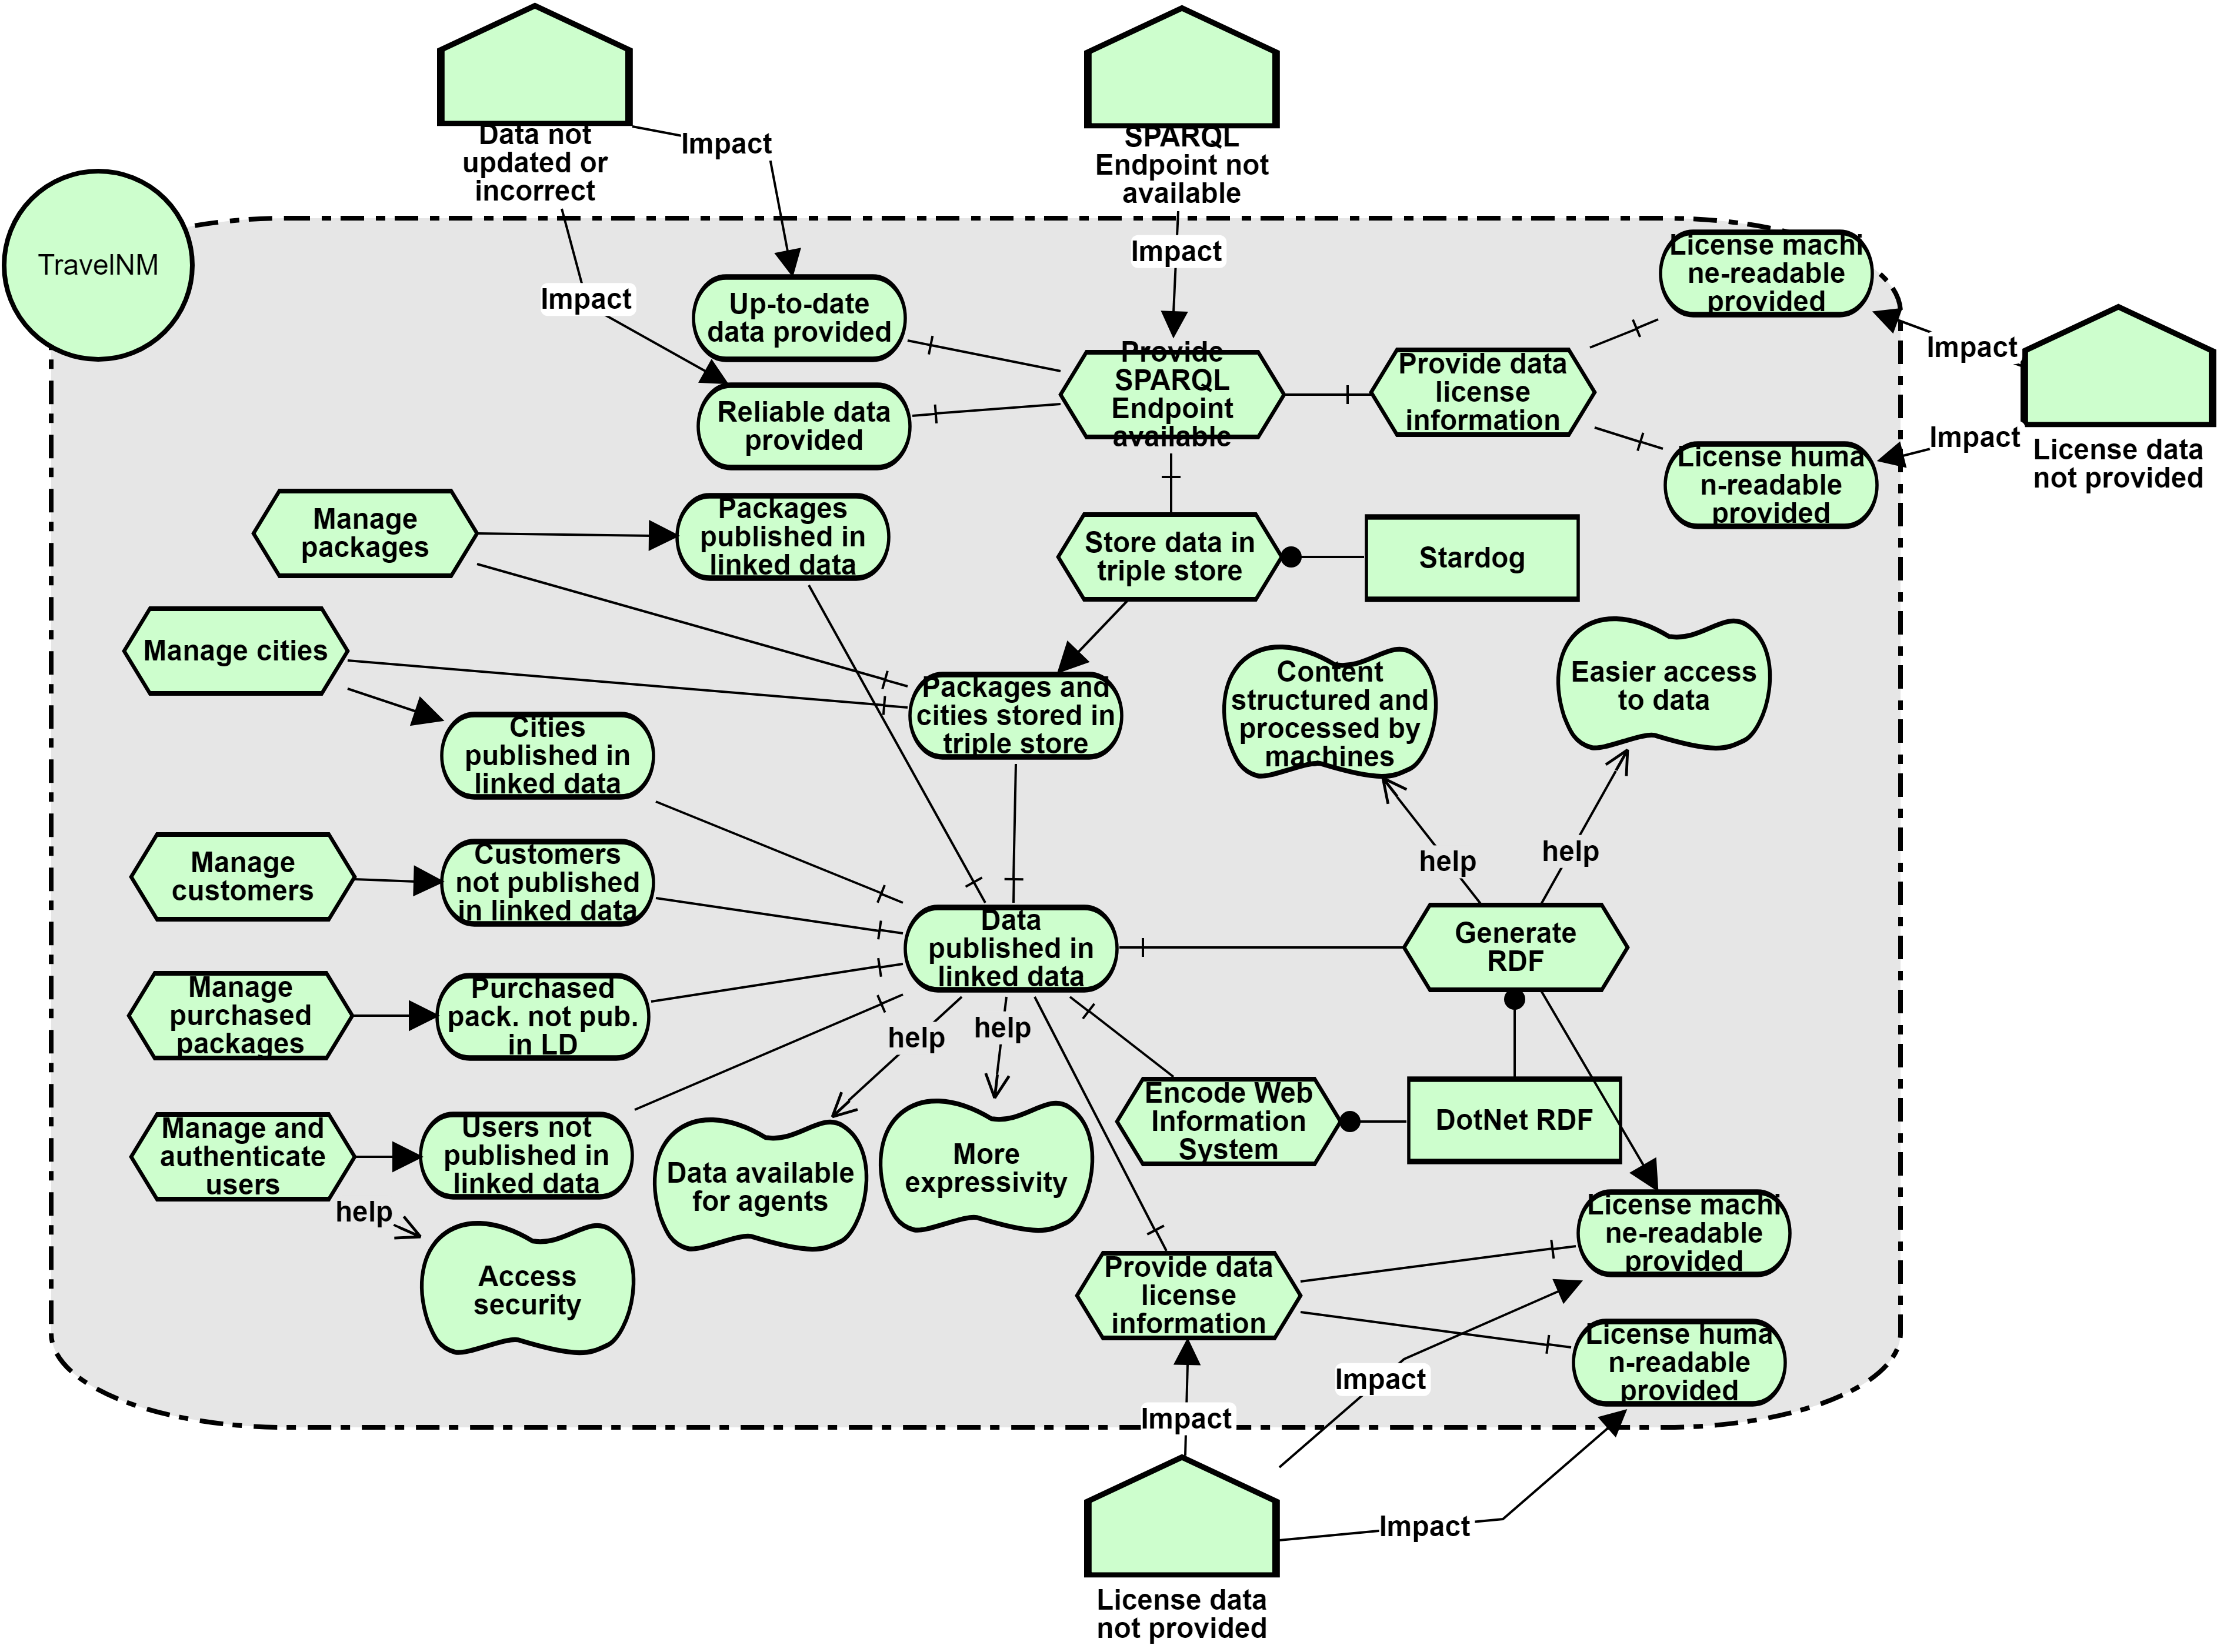 Data not
updated or
incorrect
Impact
SPARQL
Endpoint not
available
TravelNM
Impact
Impact
Up-to-date
data provided
Reliable data
provided
Provide
SPARQL
Endpoint
available
Provide data
license
information
License machi
ne-readable
provided
License huma
n-readable
provided
Impact
Impact
License data
not provided
Manage
packages
Packages
published in
linked data
Store data in
triple store
Stardog
Manage cities
Cities
published in
linked data
Packages and
cities stored in
triple store
Content
structured and
processed by
machines
Easier access
to data
help
help
Manage
customers
Customers
not published
in linked data
Data
published in
linked data
Generate
RDF
Manage
purchased
packages
Purchased
pack. not pub.
in LD
help
help
Manage and
authenticate
users
Users not
published in
linked data
help
Access
security
Data available
for agents
More
expressivity
Encode Web
Information
System
DotNet RDF
Provide data
license
information
License machi
ne-readable
provided
License huma
n-readable
provided
Impact
Impact
Impact
License data
not provided